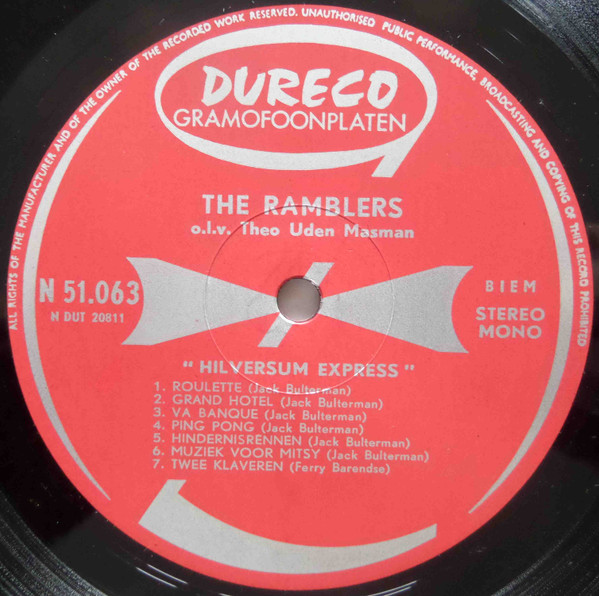 ALL RIGHTS OF THE MANUFACTURER AND OF THE OWNER OF THE RECORDED WORK RESERVED. UNAUTHORISED PUBLIC PERFORMANCE, BROADCASTING AND COPYING OF THIS RECORD PROHIBITED
DURECO
GRAMOFOONPLATEN
THE RAMBLERS
o.l.v. Theo Uden Masman
N 51.063
N DUT 20811
BIEM
STEREO
MONO
"HILVERSUM EXPRESS"
1. ROULETTE (Jack Bulterman)
2. GRAND HOTEL (Jack Bulterman)
3. VA BANQUE (Jack Bulterman)
4. PING PONG (Jack Bulterman)
5. HINDERNISRENNEN (Jack Bulterman)
6. MUZIEK VOOR MITSY (Jack Bulterman)
7. TWEE KLAVEREN (Ferry Barendse)